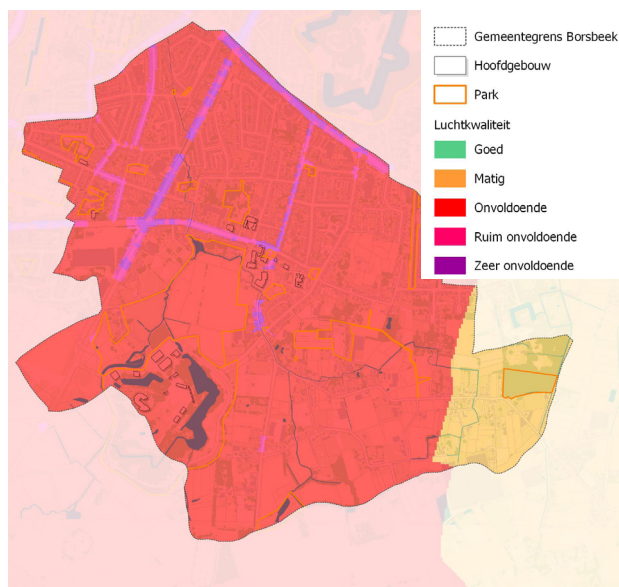 Gemeentegrens Borsbeek
Hoofdgebouw
Park
Luchtkwaliteit
Goed
Matig
Onvoldoende
Ruim onvoldoende
Zeer onvoldoende